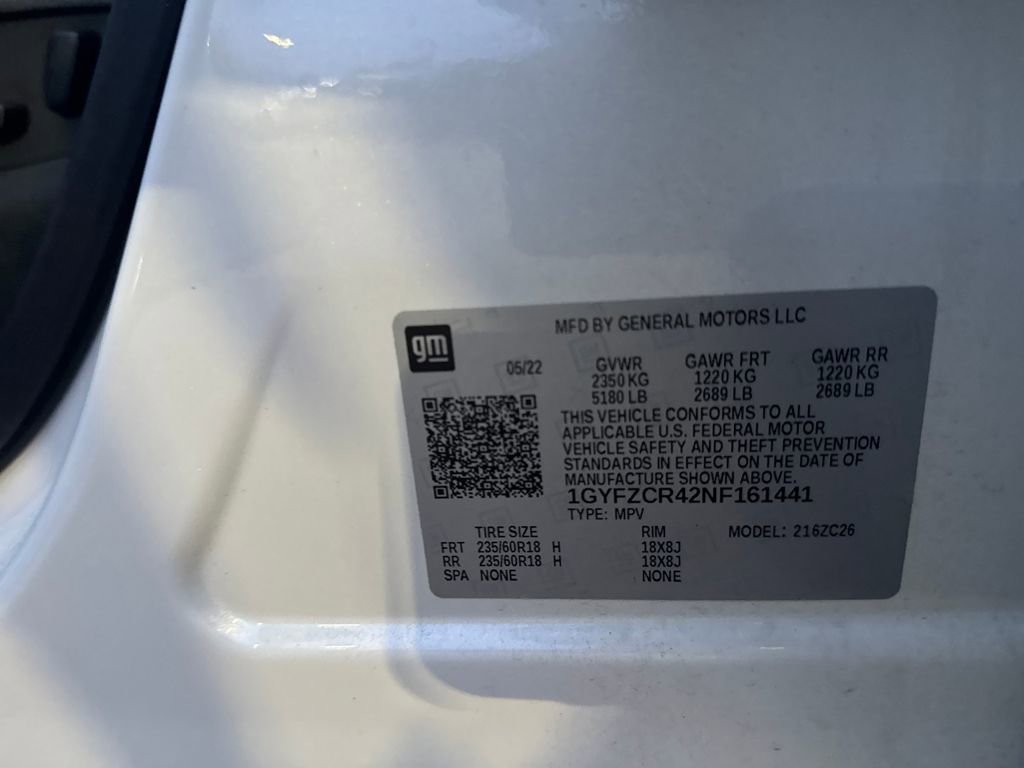 gm
MFD BY GENERAL MOTORS LLC
05/22 GVWR GAWR FRT GAWR RR
2350 KG 1220 KG 1220 KG
5180 LB 2689 LB 2689 LB
THIS VEHICLE CONFORMS TO ALL
APPLICABLE U.S. FEDERAL MOTOR
VEHICLE SAFETY AND THEFT PREVENTION
STANDARDS IN EFFECT ON THE DATE OF
MANUFACTURE SHOWN ABOVE.
1GYFZCR42NF161441
TYPE: MPV
TIRE SIZE RIM MODEL: 216ZC26
FRT 235/60R18 H 18X8J
RR 235/60R18 H 18X8J
SPA NONE NONE